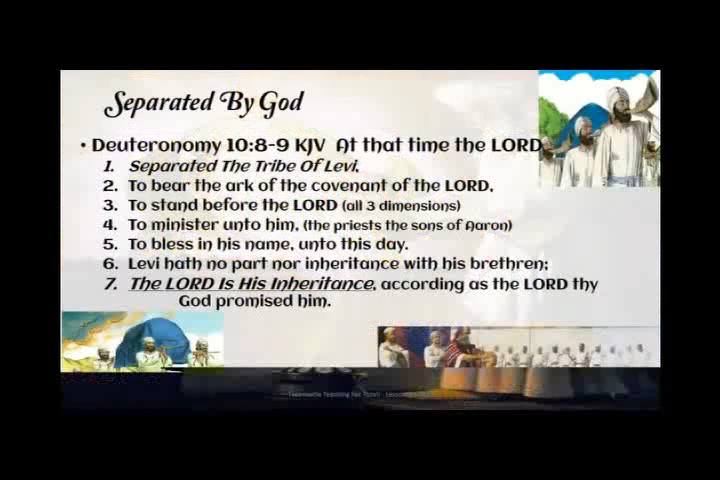 Separated By God
• Deuteronomy 10:8-9 KJV At that time the LORD
1. Separated The Tribe Of Levi,
2. To bear the ark of the covenant of the LORD,
3. To stand before the LORD (all 3 dimensions)
4. To minister unto him, (the priests the sons of Aaron)
5. To bless in his name, unto this day.
6. Levi hath no part nor inheritance with his brethren;
7. The LORD Is His Inheritance, according as the LORD thy
God promised him.
Tabernacle Teaching